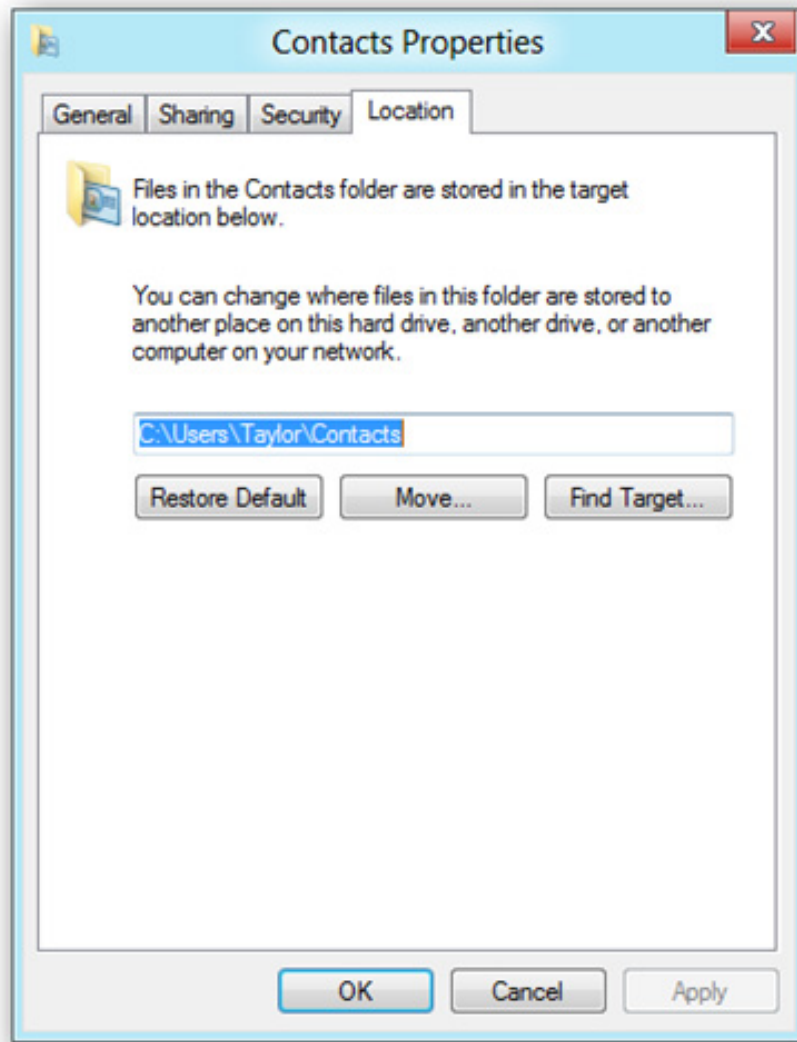 Contacts Properties
x
General Sharing Security Location
Files in the Contacts folder are stored in the target
location below.
You can change where files in this folder are stored to
another place on this hard drive, another drive, or another
computer on your network.
C:\Users\Taylor\Contacts
Restore Default Move... Find Target...
OK Cancel Apply